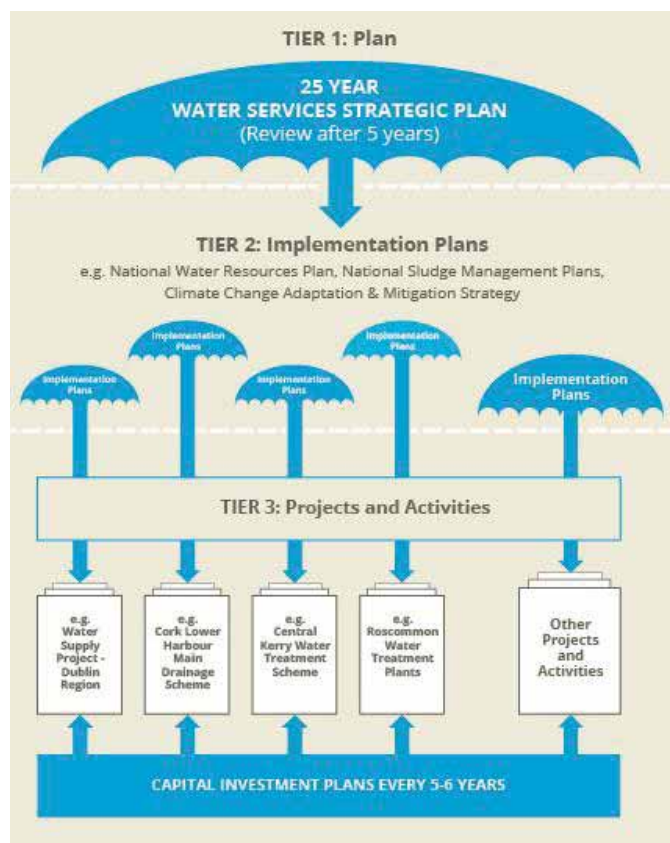 TIER 1: Plan
25 YEAR
WATER SERVICES STRATEGIC PLAN
(Review after 5 years)
TIER 2: Implementation Plans
e.g. National Water Resources Plan, National Sludge Management Plans,
Climate Change Adaptation & Mitigation Strategy
Implementation
Plans
Implementation
Plans
Implementation
Plans
Implementation
Plans
Implementation
Plans
TIER 3: Projects and Activities
e.g.
Water
Supply
Project -
Dublin
Region
e.g.
Cork Lower
Harbour
Main
Drainage
Scheme
e.g.
Central
Kerry Water
Treatment
Scheme
e.g.
Roscommon
Water
Treatment
Plants
Other
Projects
and
Activities
CAPITAL INVESTMENT PLANS EVERY 5-6 YEARS